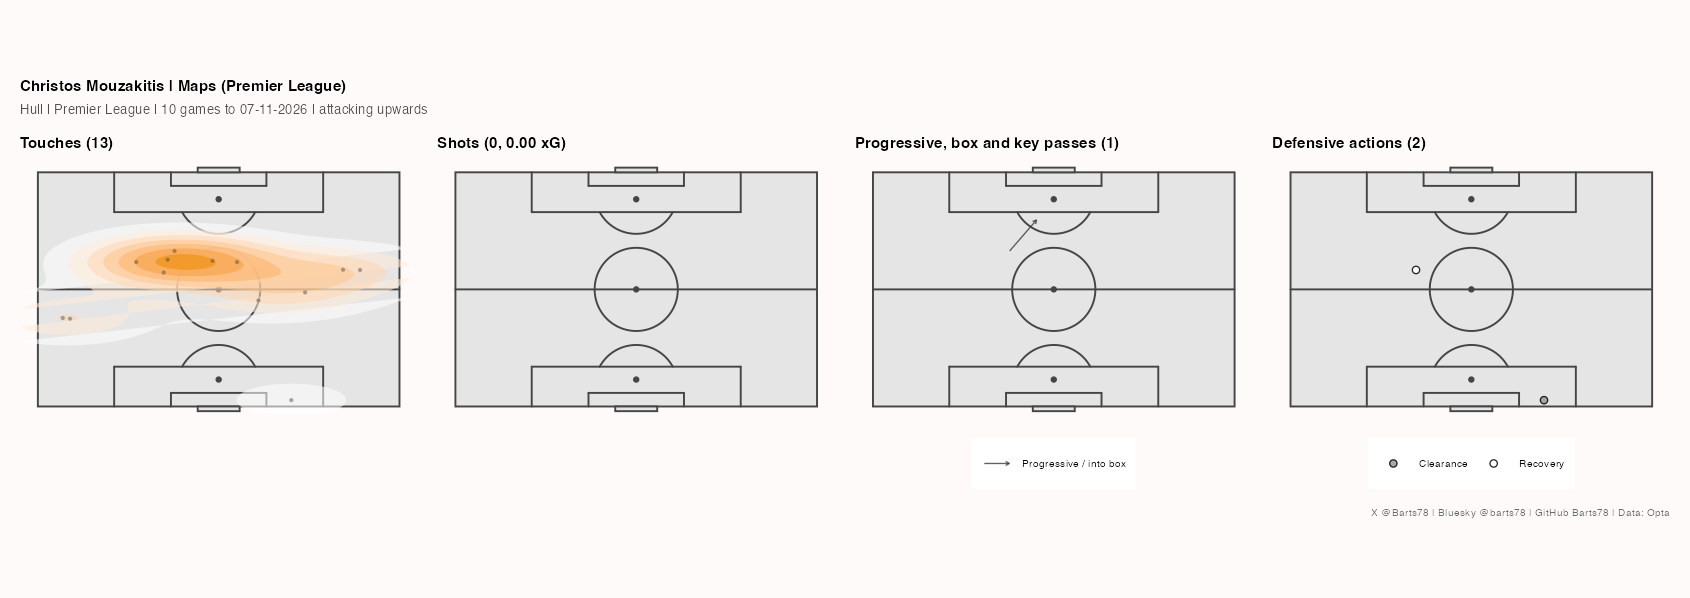 Christos Mouzakitis | Maps (Premier League)
Hull | Premier League | 10 games to 07-11-2026 | attacking upwards
Touches (13)
Shots (0, 0.00 xG)
Progressive, box and key passes (1)
Defensive actions (2)
Progressive / into box
Clearance
Recovery
X @Barts78 | Bluesky @barts78 | GitHub Barts78 | Data: Opta